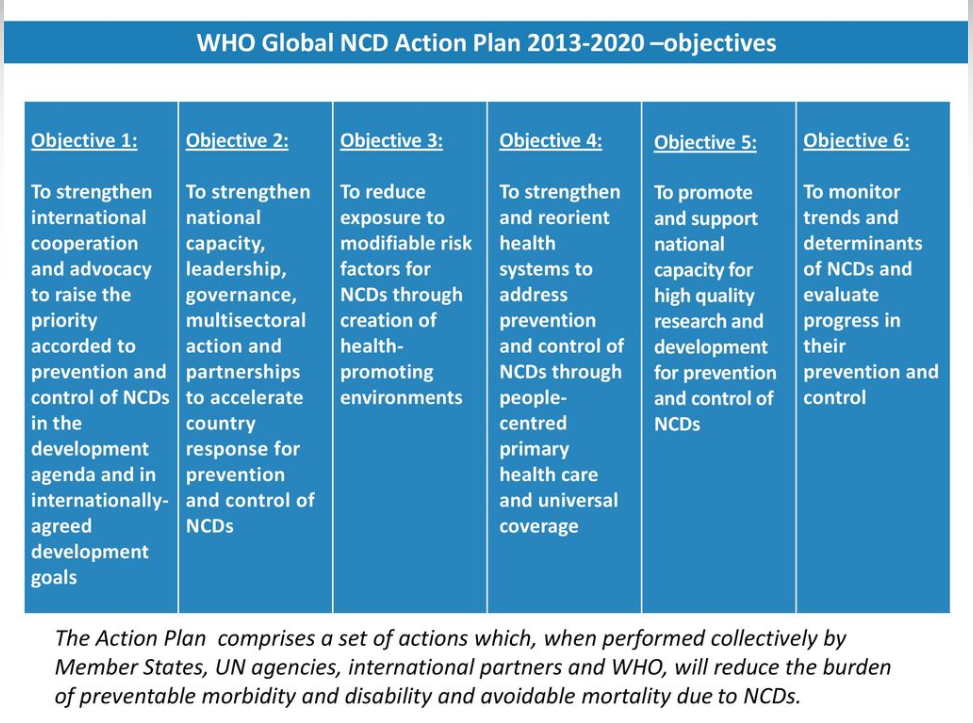 WHO Global NCD Action Plan 2013-2020 –objectives
Objective 1:
To strengthen
international
cooperation
and advocacy
to raise the
priority
accorded to
prevention and
control of NCDs
in the
development
agenda and in
internationally-
agreed
development
goals
Objective 2:
To strengthen
national
capacity,
leadership,
governance,
multisectoral
action and
partnerships
to accelerate
country
response for
prevention
and control of
NCDs
Objective 3:
To reduce
exposure to
modifiable risk
factors for
NCDs through
creation of
health-
promoting
environments
Objective 4:
To strengthen
and reorient
health
systems to
address
prevention
and control of
NCDs through
people-
centred
primary
health care
and universal
coverage
Objective 5:
To promote
and support
national
capacity for
high quality
research and
development
for prevention
and control of
NCDs
Objective 6:
To monitor
trends and
determinants
of NCDs and
evaluate
progress in
their
prevention and
control
The Action Plan comprises a set of actions which, when performed collectively by
Member States, UN agencies, international partners and WHO, will reduce the burden
of preventable morbidity and disability and avoidable mortality due to NCDs.